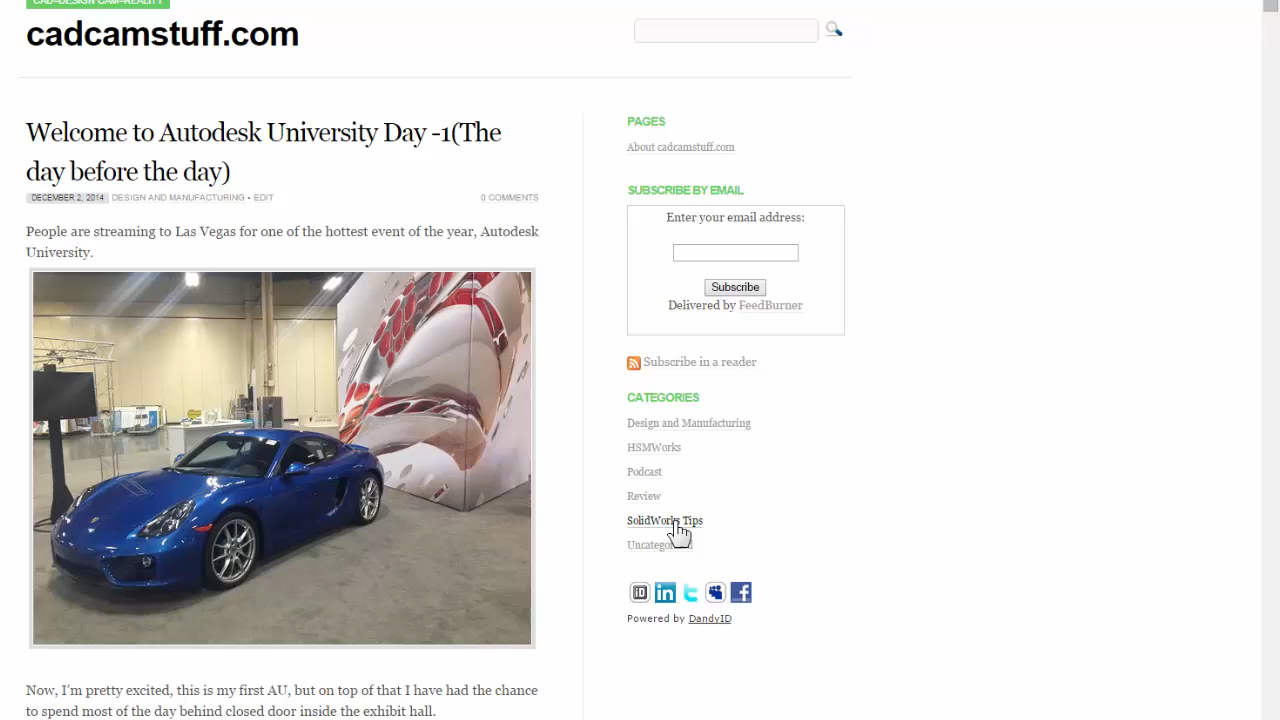 CAD-DESIGN CAM-REALITY
cadcamstuff.com
Welcome to Autodesk University Day -1(The
day before the day)
DECEMBER 2, 2014 DESIGN AND MANUFACTURING • EDIT
0 COMMENTS
People are streaming to Las Vegas for one of the hottest event of the year, Autodesk
University.
Now, I'm pretty excited, this is my first AU, but on top of that I have had the chance
to spend most of the day behind closed door inside the exhibit hall.
PAGES
About cadcamstuff.com
SUBSCRIBE BY EMAIL
Enter your email address:
Subscribe
Delivered by FeedBurner
Subscribe in a reader
CATEGORIES
Design and Manufacturing
HSMWorks
Podcast
Review
SolidWorks Tips
Uncategorized
iD in
Powered by DandyID